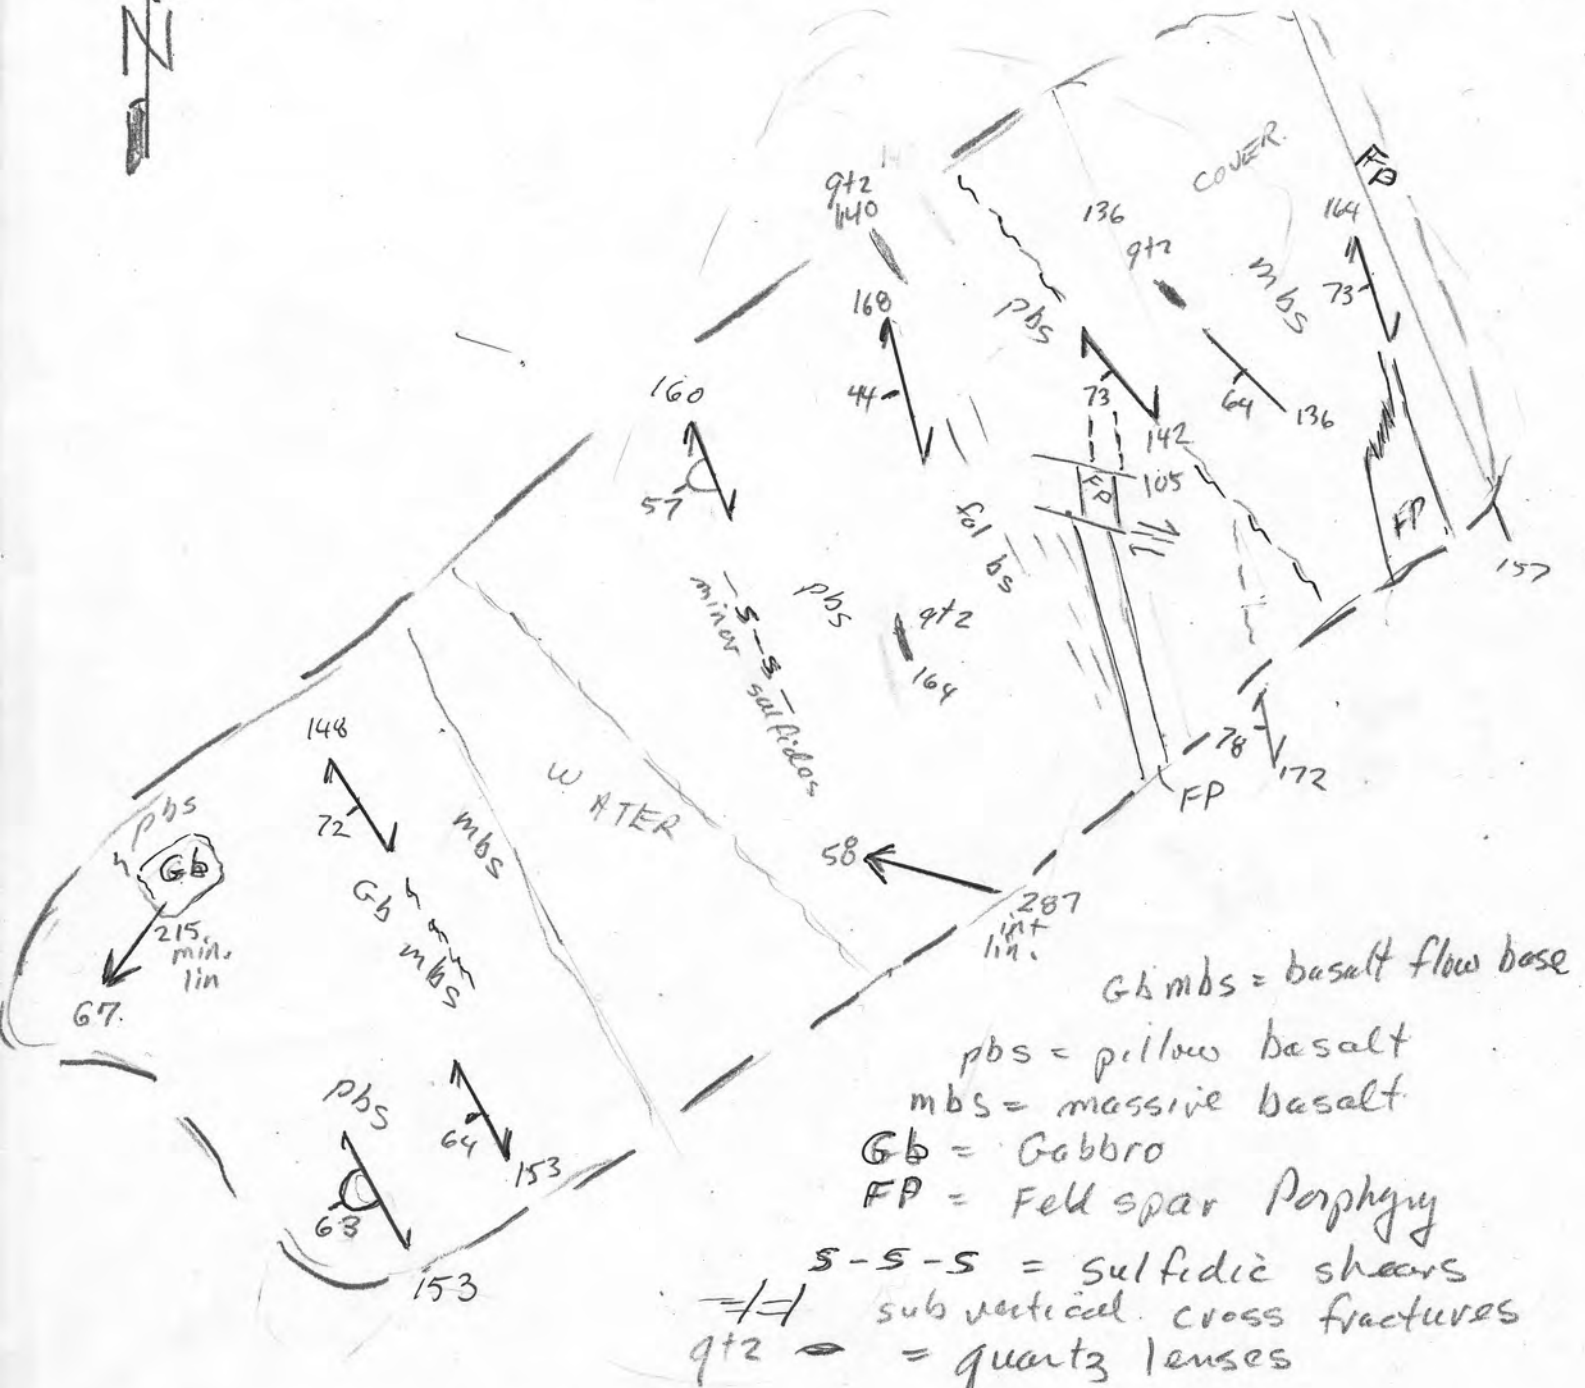 N
FP
COVER.
qtz
140
136
qtz
164
mbs
73
168
pbs
44
73
64
136
142
160
57
FP
105
fol bs
FP
157
-S-S-
minor sulfides
pbs
qtz
164
148
72
mbs
WATER
78
172
FP
pbs
Gb
58
287
int
lin.
Gb
mbs
215
min.
lin
67.
pbs
64
153
63
153
Gb mbs = basalt flow base
pbs = pillow basalt
mbs = massive basalt
Gb = Gabbro
FP = Feld spar Porphyry
S-S-S = sulfidic shears
sub vertical cross fractures
qtz = quartz lenses